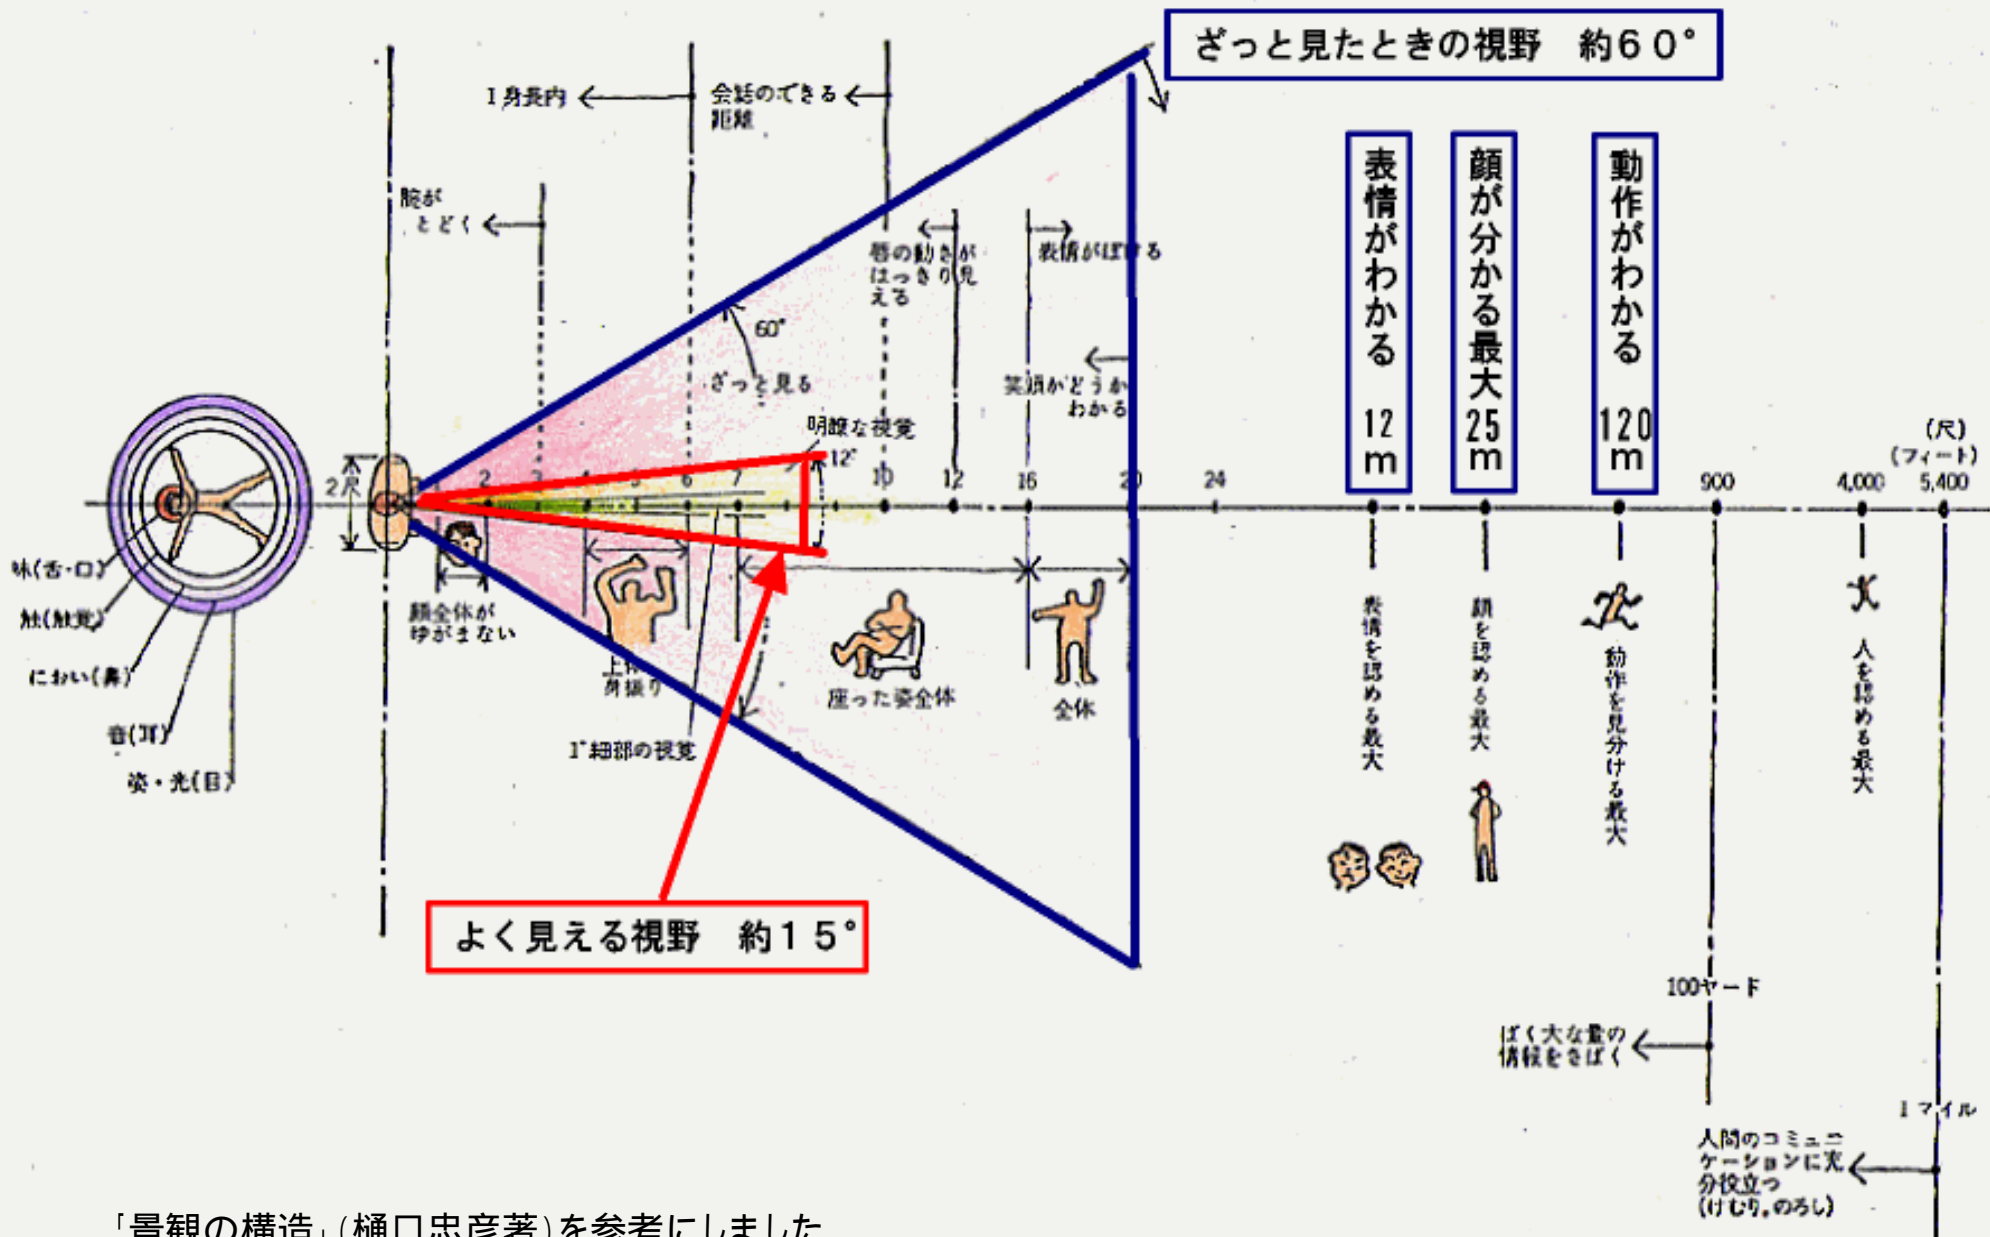 ざっと見たときの視野　約６０°
１身長内
会話のできる
距離
腕が
とどく
唇の動きが
はっきり見
える
表情がぼける
60°
ざっと見る
笑顔かどうか
わかる
明瞭な視覚
12°
表情がわかる　12m
顔が分かる最大25m
動作がわかる　120m
(尺)
(フィート)
2尺
2
3
4
5
6
7
10
12
16
20
24
900
4,000
5,400
味(舌・口)
触(触覚)
におい(鼻)
音(耳)
姿・光(目)
顔全体が
ゆがまない
身振り
1°細部の視覚
座った姿全体
全体
表情を認める最大
顔を認める最大
動作を見分ける最大
人を認める最大
よく見える視野　約１５°
100ヤード
ばく大な量の
情報をさばく
１マイル
人間のコミュニ
ケーションに充
分役立つ
(けむり,のろし)
「景観の構造」(樋口忠彦著)を参考にしました